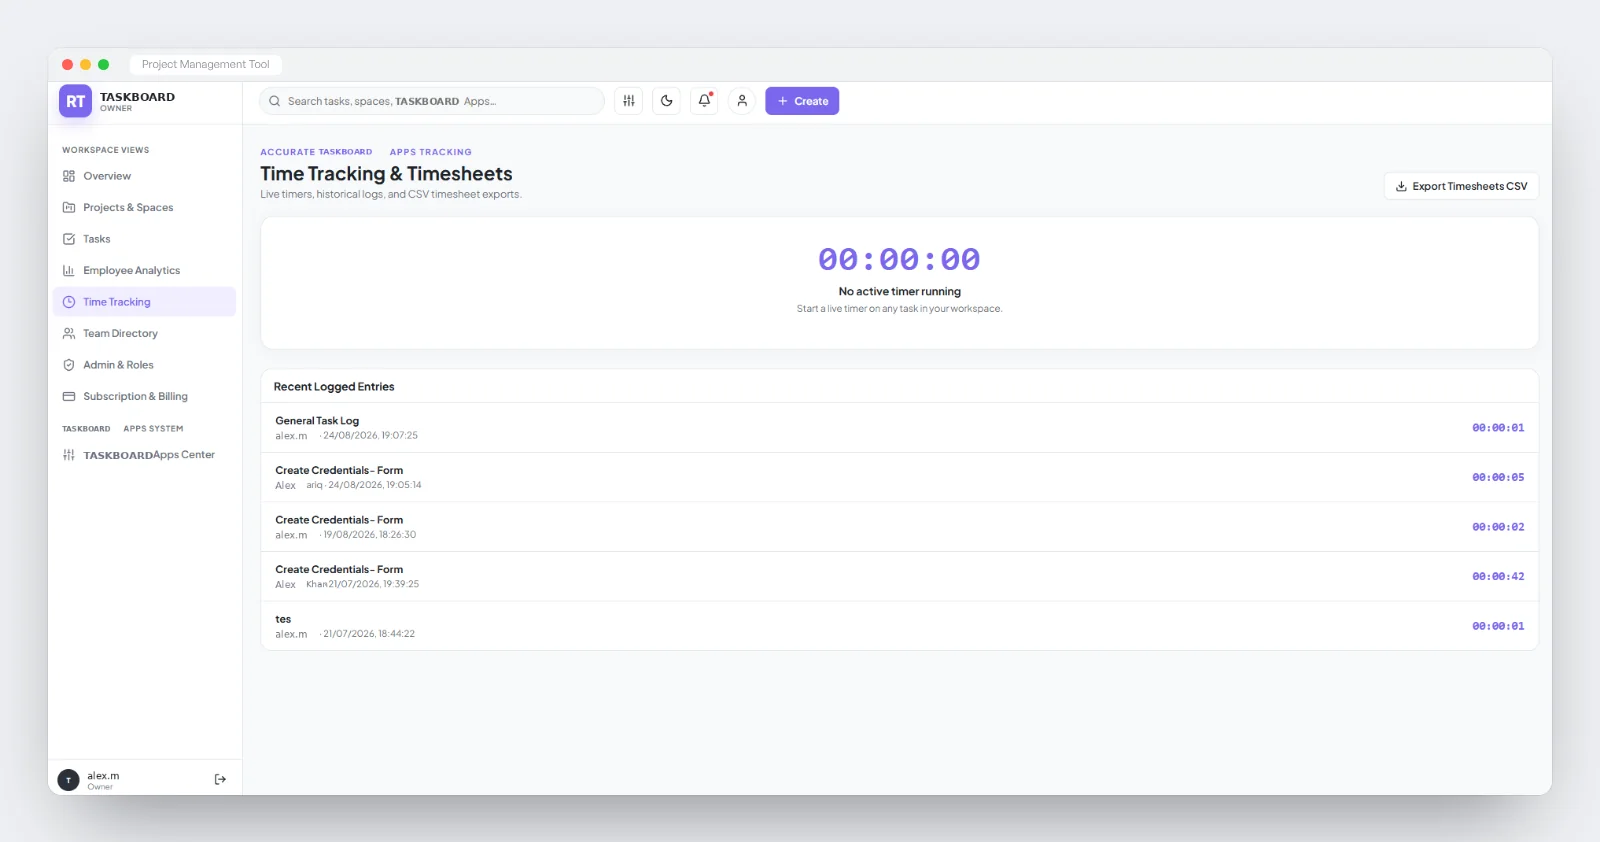 Project Management Tool
RT
TASKBOARD
OWNER
Search tasks, spaces, TASKBOARD Apps...
+ Create
WORKSPACE VIEWS
Overview
Projects & Spaces
Tasks
Employee Analytics
Time Tracking
Team Directory
Admin & Roles
Subscription & Billing
TASKBOARD APPS SYSTEM
TASKBOARDApps Center
T
alex.m
Owner
ACCURATE TASKBOARD APPS TRACKING
Time Tracking & Timesheets
Live timers, historical logs, and CSV timesheet exports.
Export Timesheets CSV
00:00:00
No active timer running
Start a live timer on any task in your workspace.
Recent Logged Entries
General Task Log
alex.m · 24/08/2026, 19:07:25
00:00:01
Create Credentials- Form
Alex ariq · 24/08/2026, 19:05:14
00:00:05
Create Credentials- Form
alex.m · 19/08/2026, 18:26:30
00:00:02
Create Credentials- Form
Alex Khan21/07/2026, 19:39:25
00:00:42
tes
alex.m · 21/07/2026, 18:44:22
00:00:01